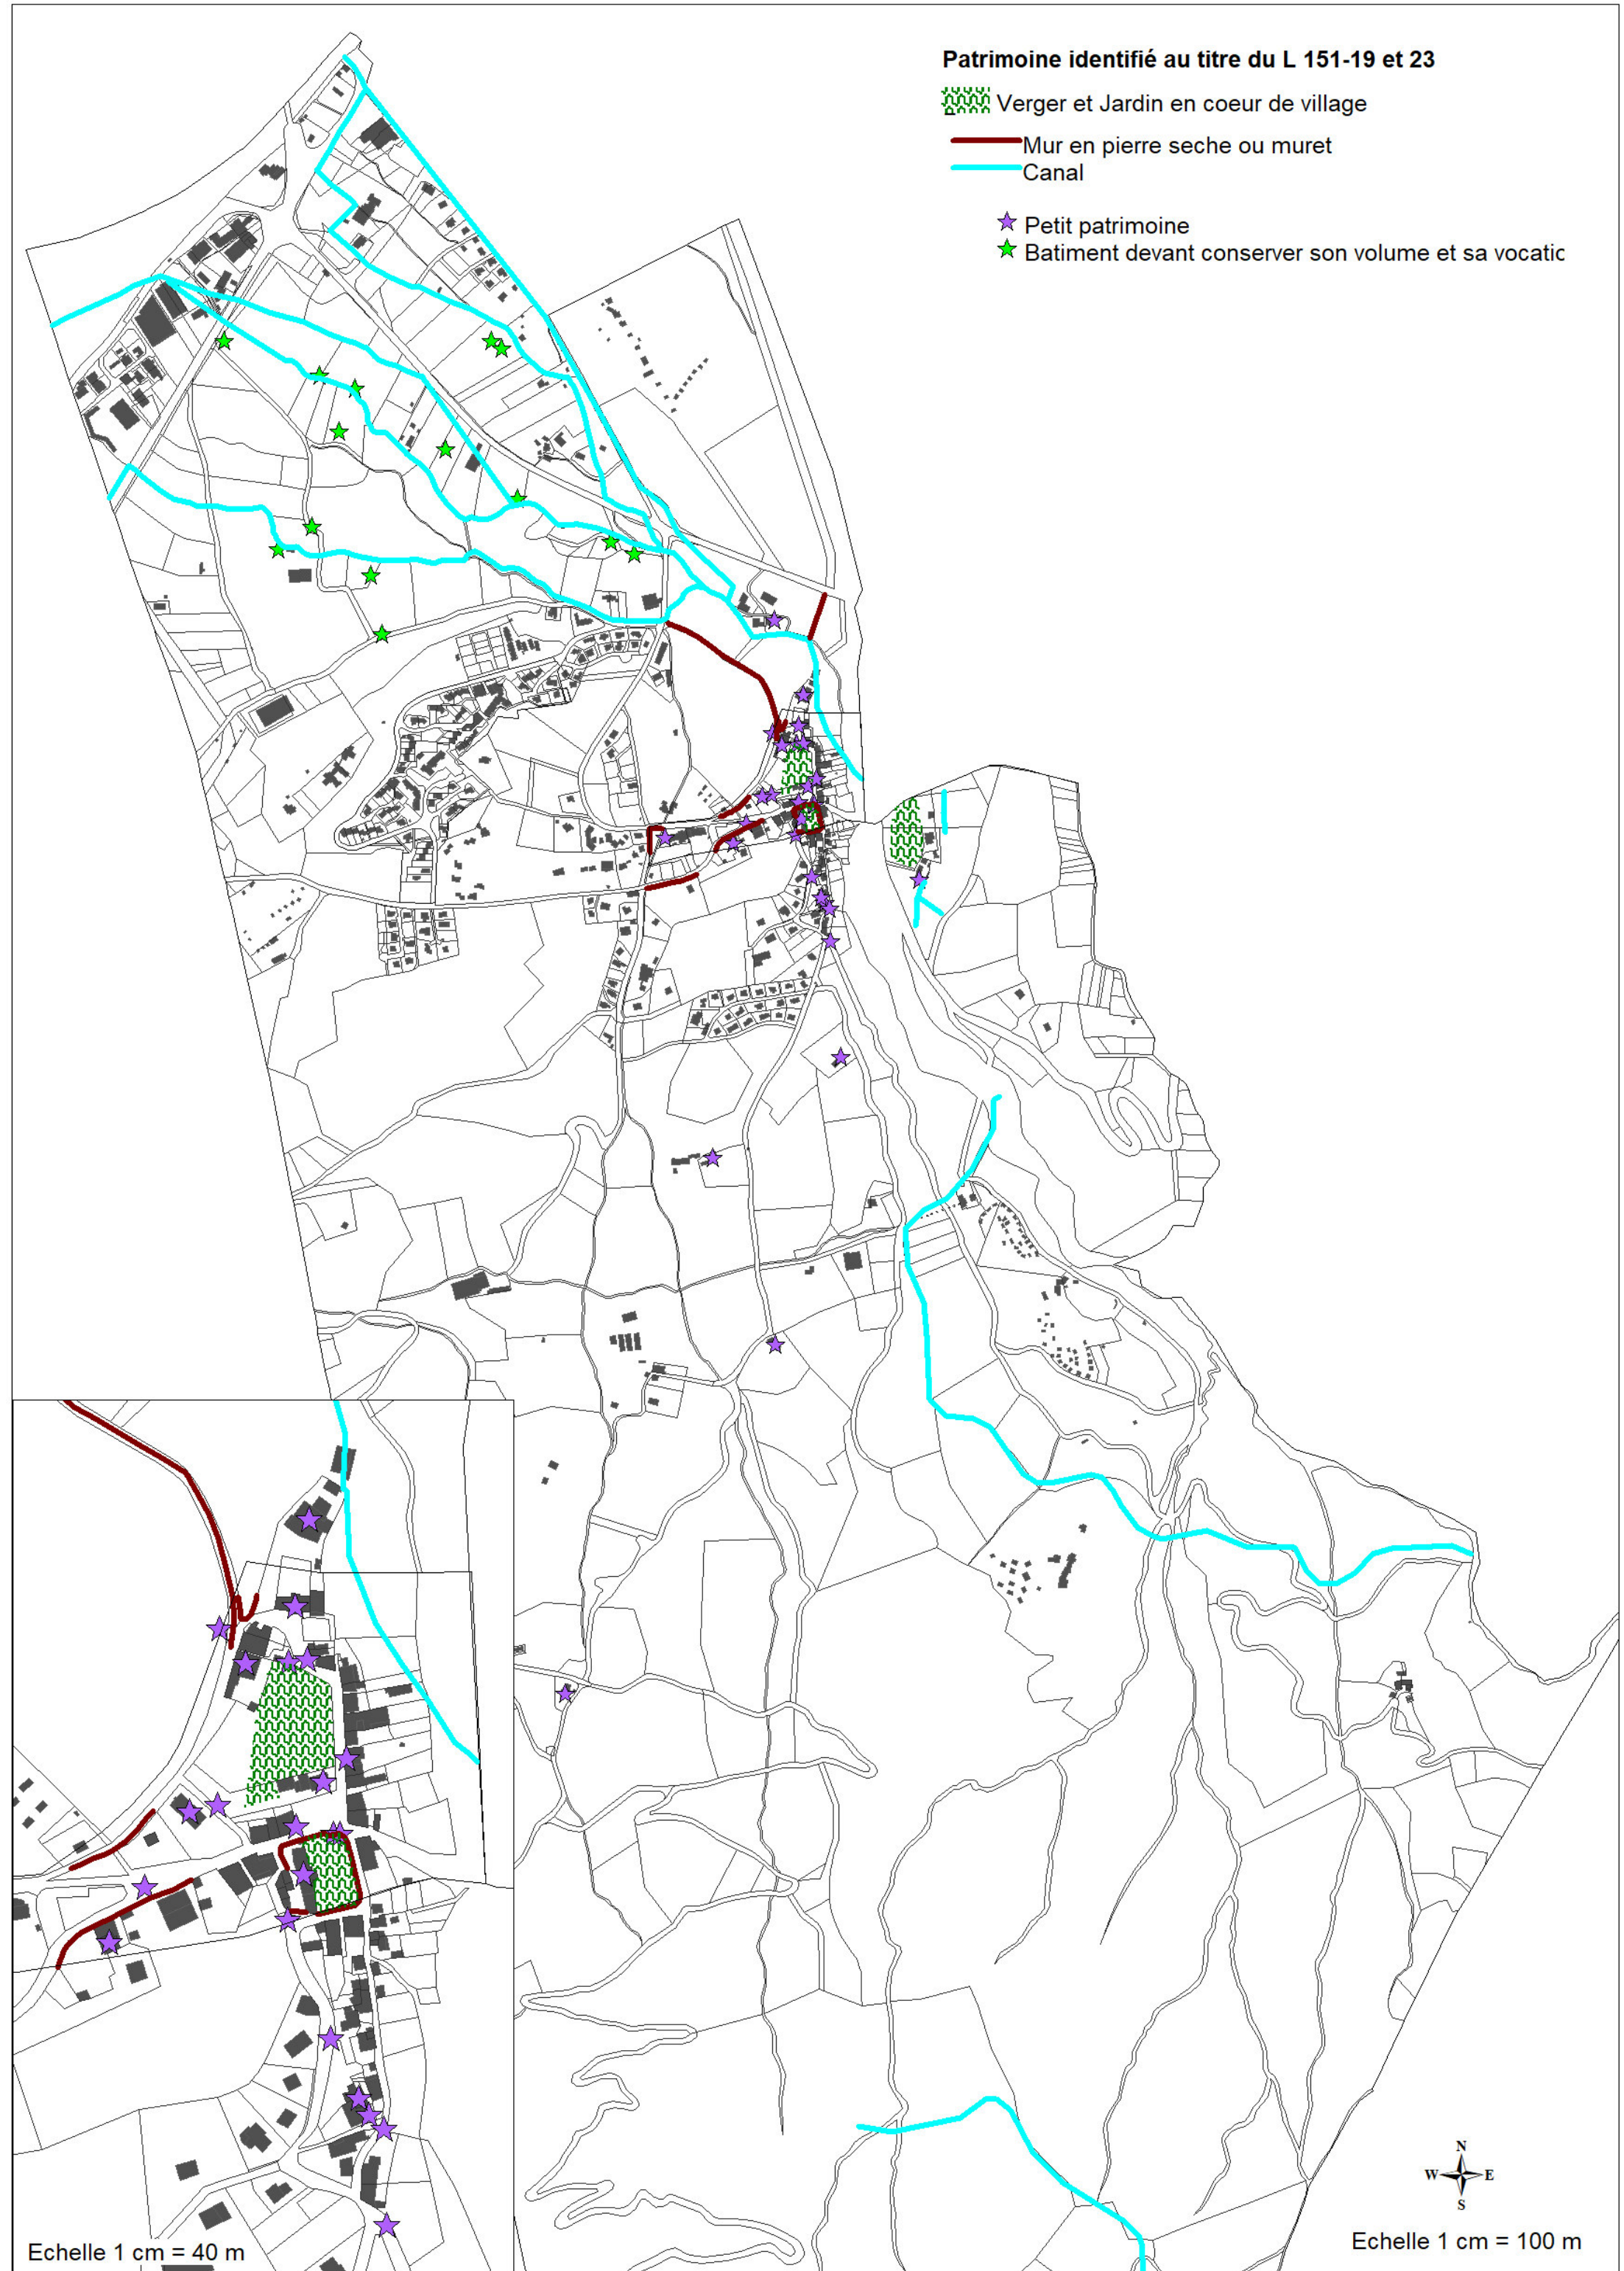 Patrimoine identifié au titre du L 151-19 et 23
Verger et Jardin en coeur de village
Mur en pierre seche ou muret
Canal
Petit patrimoine
Batiment devant conserver son volume et sa vocatic
N
W E
S
Echelle 1 cm = 40 m
Echelle 1 cm = 100 m